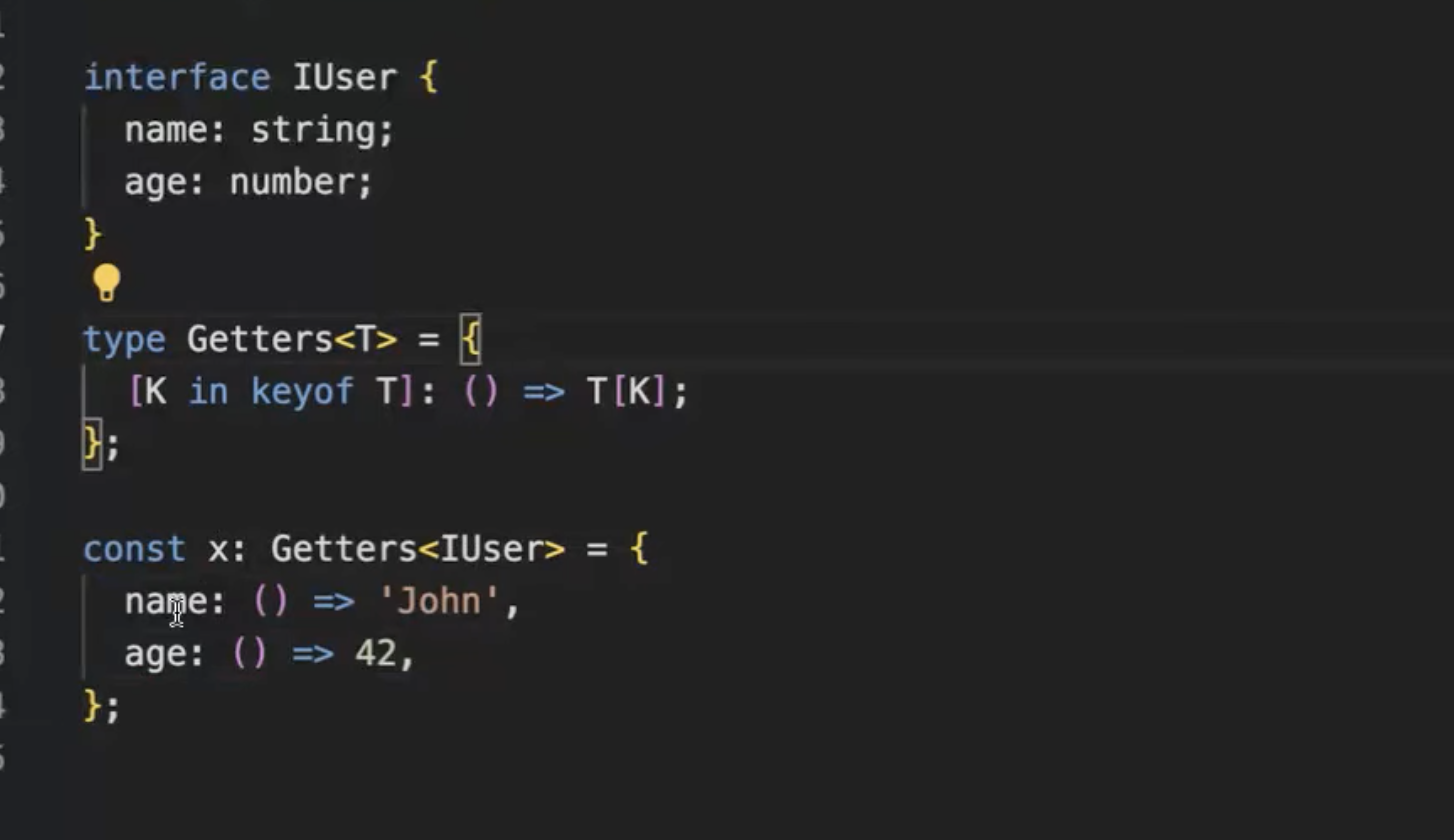 interface IUser {
name: string;
age: number;
}
type Getters<T> = {
[K in keyof T]: () => T[K];
};
const x: Getters<IUser> = {
name: () => 'John',
age: () => 42,
};